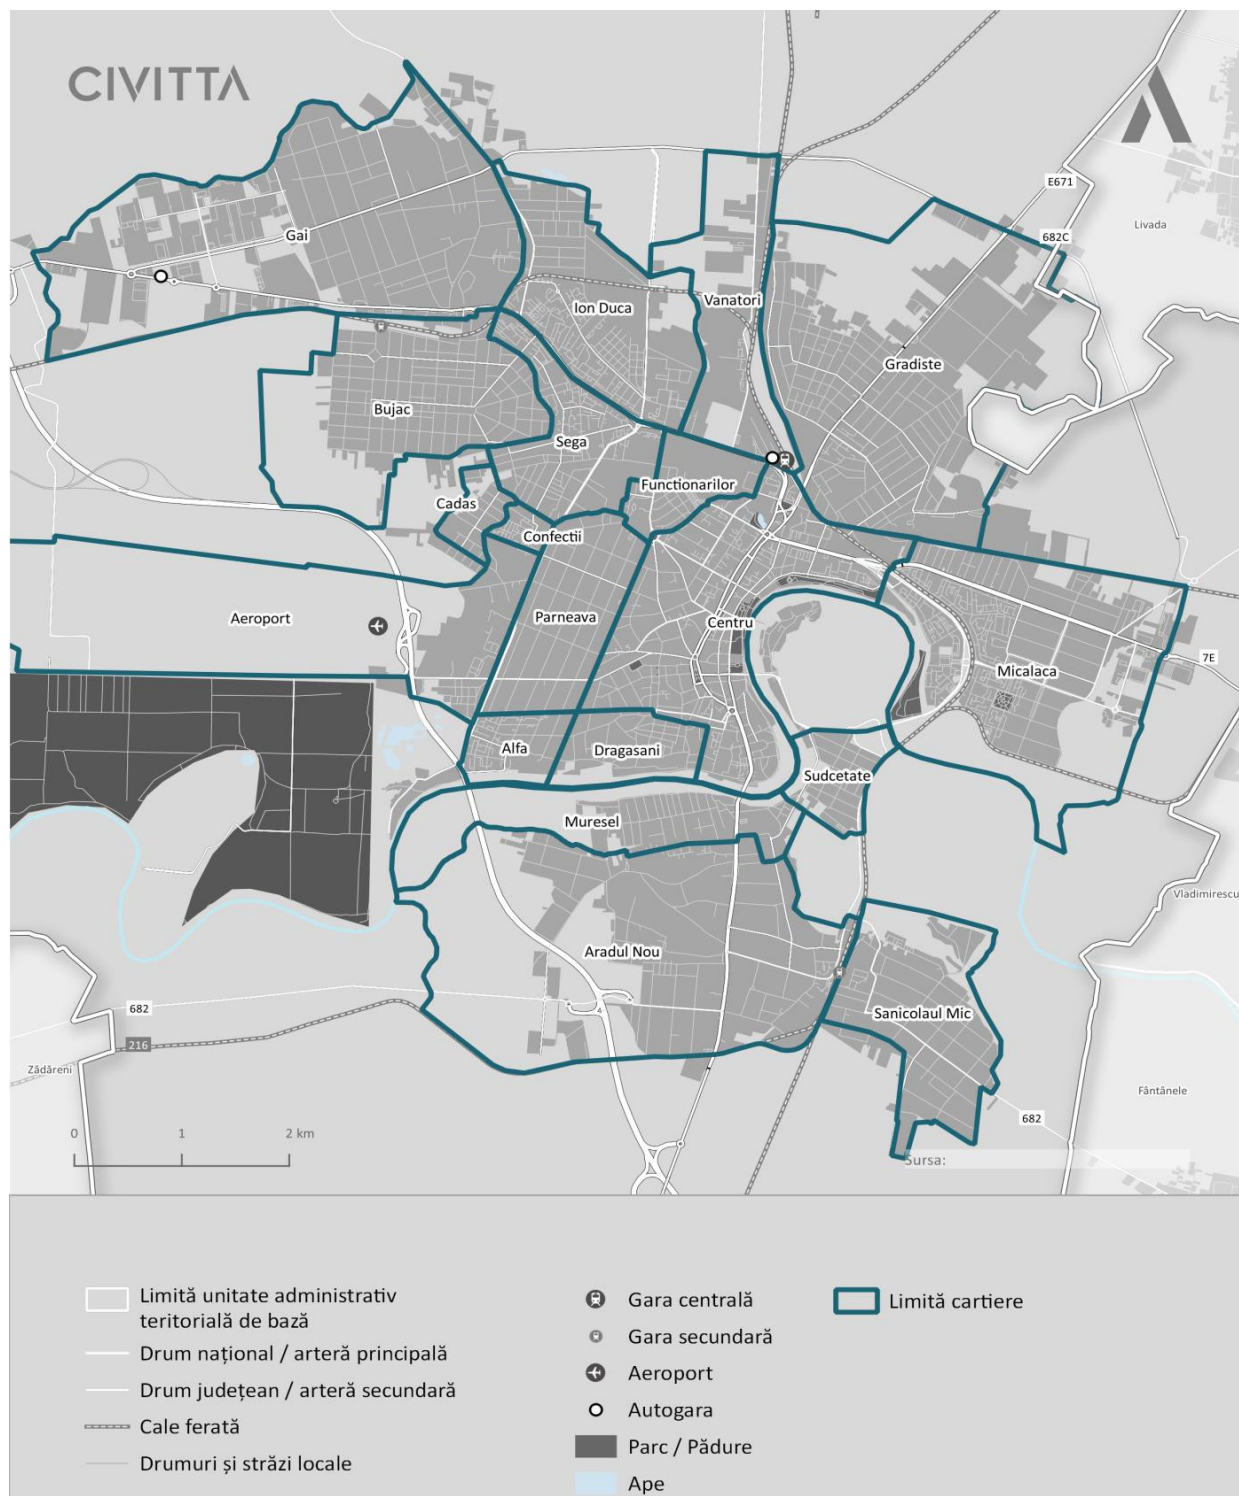 CIVITTA
E671
Livada
682C
Gai
Ion Duca
Vanatori
Gradiste
Bujac
Sega
Functionarilor
Cadas
Confectii
Aeroport
Parneava
Centru
7E
Micalaca
Alfa
Dragasani
Sudcetate
Muresel
Vladimirescu
Aradul Nou
682
Sanicolaul Mic
216
Zădăreni
Fântânele
682
0 1 2 km
Sursa:
Limită unitate administrativ
teritorială de bază
Drum național / arteră principală
Drum județean / arteră secundară
Cale ferată
Drumuri și străzi locale
Gara centrală
Gara secundară
Aeroport
Autogara
Parc / Pădure
Ape
Limită cartiere